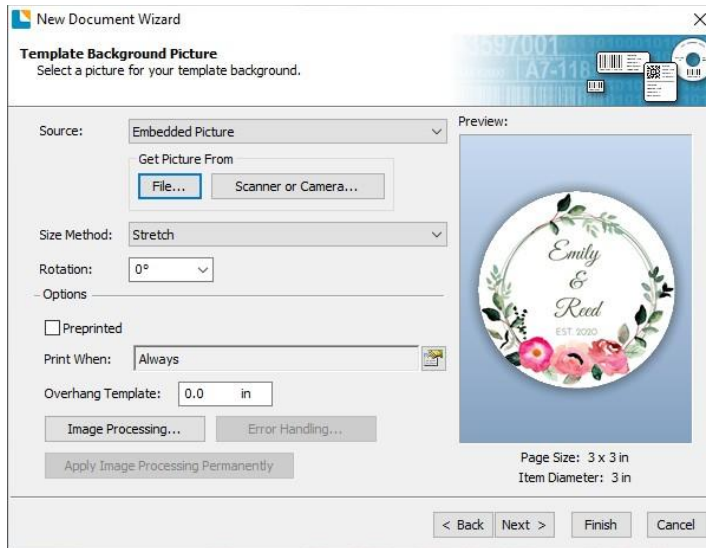 New Document Wizard
Template Background Picture
Select a picture for your template background.
A7-118
Source: Embedded Picture
Get Picture From
File... Scanner or Camera...
Size Method: Stretch
Rotation: 0°
Options
Preprinted
Print When: Always
Overhang Template: 0.0 in
Image Processing... Error Handling...
Apply Image Processing Permanently
Preview:
Emily
&
Reed
EST. 2020
Page Size: 3 x 3 in
Item Diameter: 3 in
< Back Next > Finish Cancel